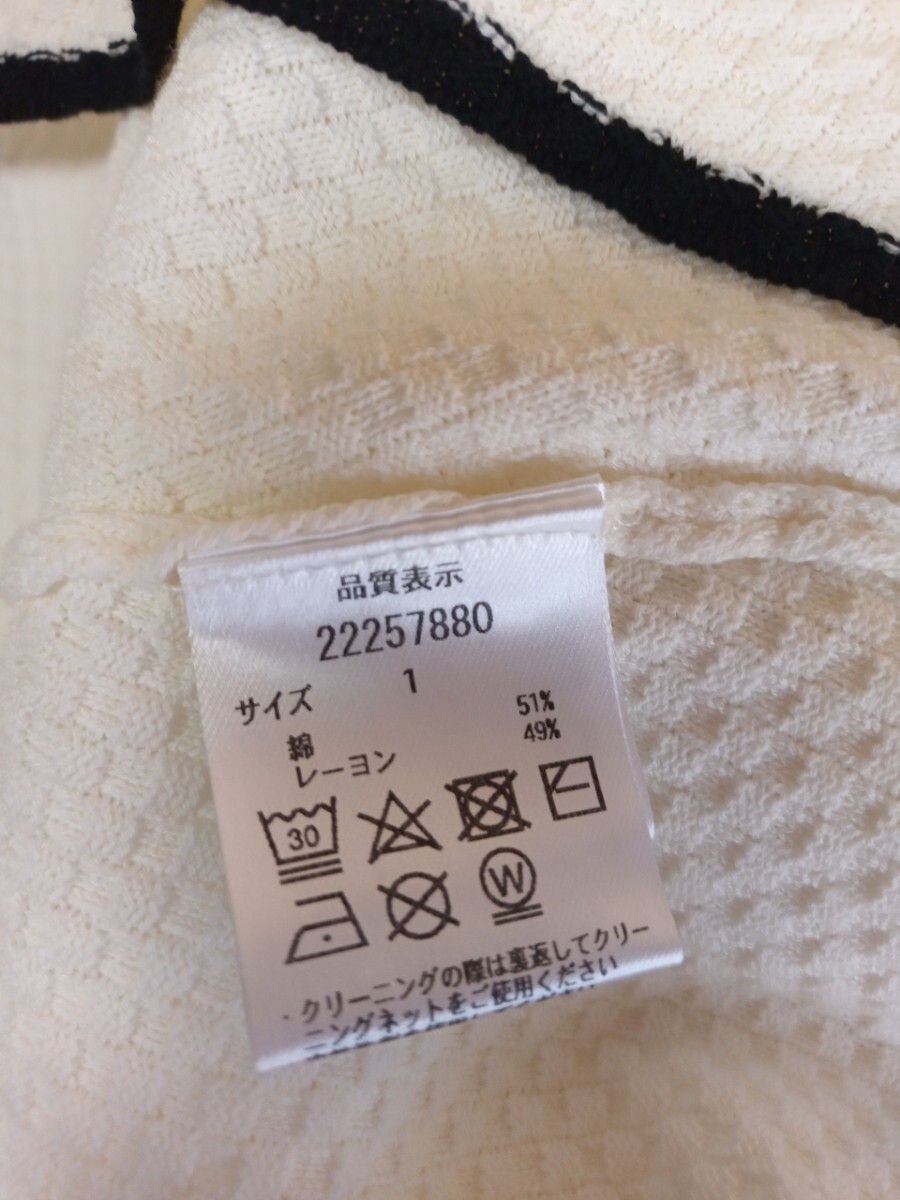 品質表示
22257880
サイズ 1
綿 51%
レーヨン 49%
30
W
・クリーニングの際は裏返してクリー
ニングネットをご使用ください